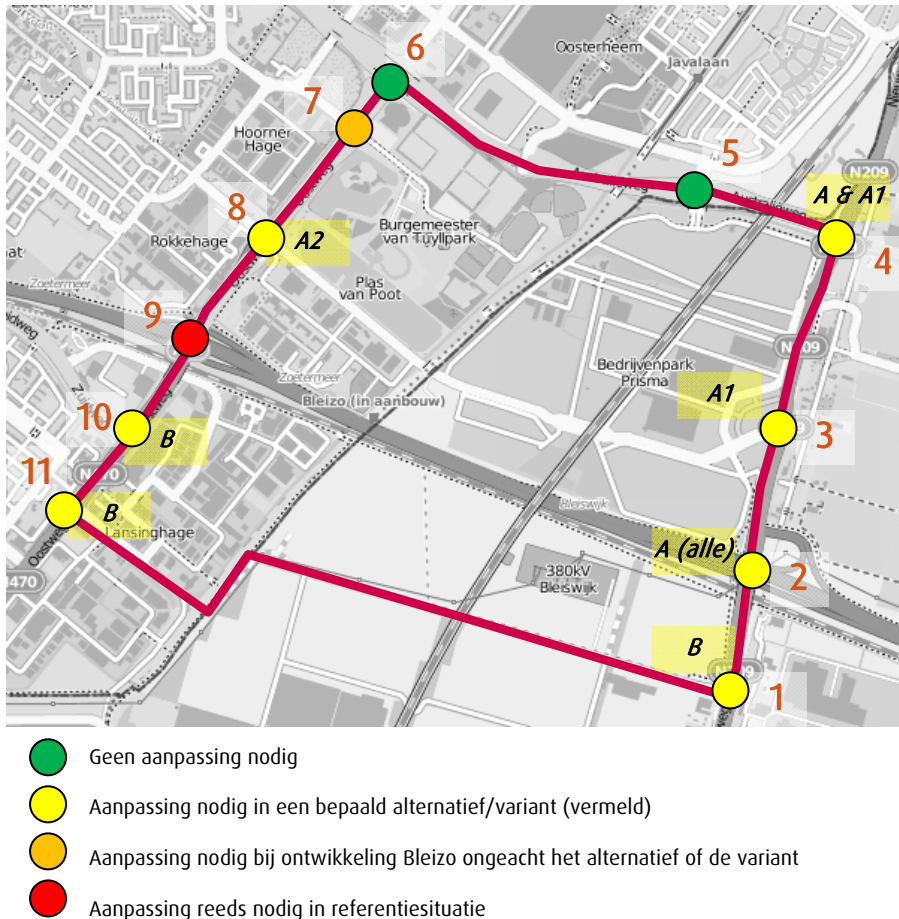 6
Oosterheem
Javalaan
7
Hoorner
Hage
5
N209
A & A1
8
Rokkehage
A2
Burgemeester
van Tuyllpark
4
Plas
van Poot
Zoetermeer
9
N209
Bedrijvenpark
Prisma
Zoetermeer
Bleizo (in aanbouw)
A1
10
B
3
11
N470
B
Bleiswijk
Lansinghage
Oostweg
A (alle)
380kV
Bleiswijk
2
N470
B
N209
1
Geen aanpassing nodig
Aanpassing nodig in een bepaald alternatief/variant (vermeld)
Aanpassing nodig bij ontwikkeling Bleizo ongeacht het alternatief of de variant
Aanpassing reeds nodig in referentiesituatie